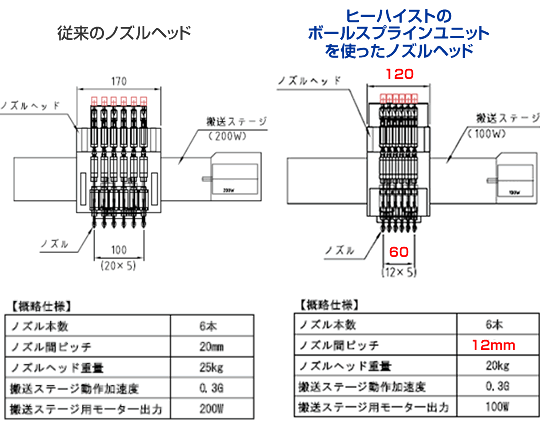 従来のノズルヘッド
170
ノズルヘッド
搬送ステージ
(200W)
200W
ノズル
100
(20×5)
【概略仕様】
ノズル本数 6本
ノズル間ピッチ 20mm
ノズルヘッド重量 25kg
搬送ステージ動作加速度 0.3G
搬送ステージ用モーター出力 200W
ヒーハイストの
ボールスプラインユニット
を使ったノズルヘッド
120
ノズルヘッド
搬送ステージ
(100W)
100W
ノズル
60
(12×5)
【概略仕様】
ノズル本数 6本
ノズル間ピッチ 12mm
ノズルヘッド重量 20kg
搬送ステージ動作加速度 0.3G
搬送ステージ用モーター出力 100W